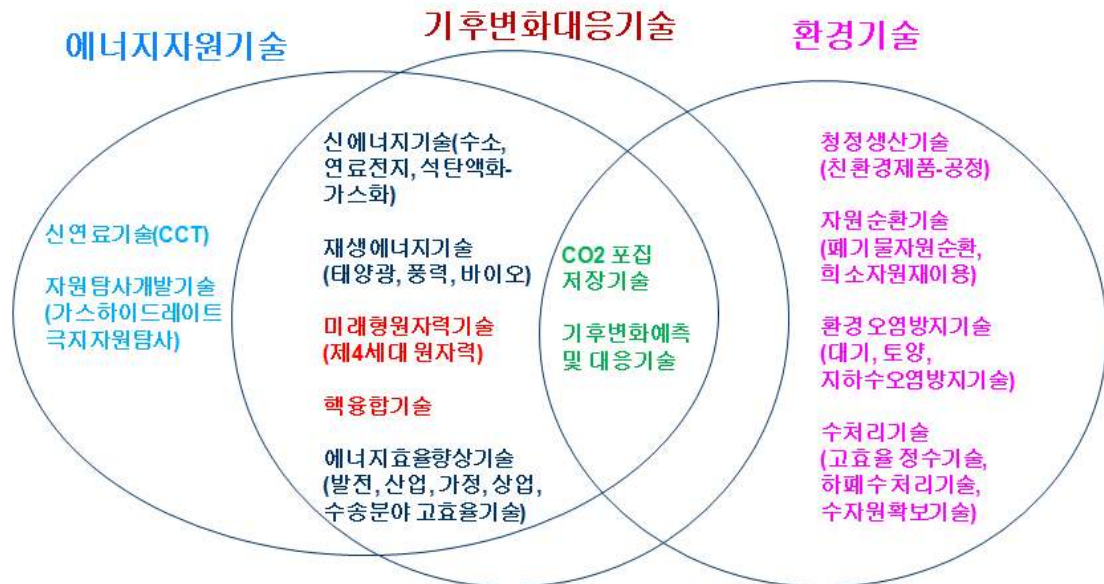 에너지자원기술
기후변화대응기술
환경기술
신연료기술(CCT)
자원탐사개발기술
(가스하이드레이트
극지자원탐사)
신에너지기술(수소,
연료전지, 석탄액화-
가스화)
재생에너지기술
(태양광, 풍력, 바이오)
미래형원자력기술
(제4세대 원자력)
핵융합기술
에너지효율향상기술
(발전, 산업, 가정, 상업,
수송분야 고효율기술)
CO2 포집
저장기술
기후변화예측
및 대응기술
청정생산기술
(친환경제품-공정)
자원순환기술
(폐기물자원순환,
희소자원재이용)
환경오염방지기술
(대기, 토양,
지하수오염방지기술)
수처리기술
(고효율 정수기술,
하폐수처리기술,
수자원확보기술)